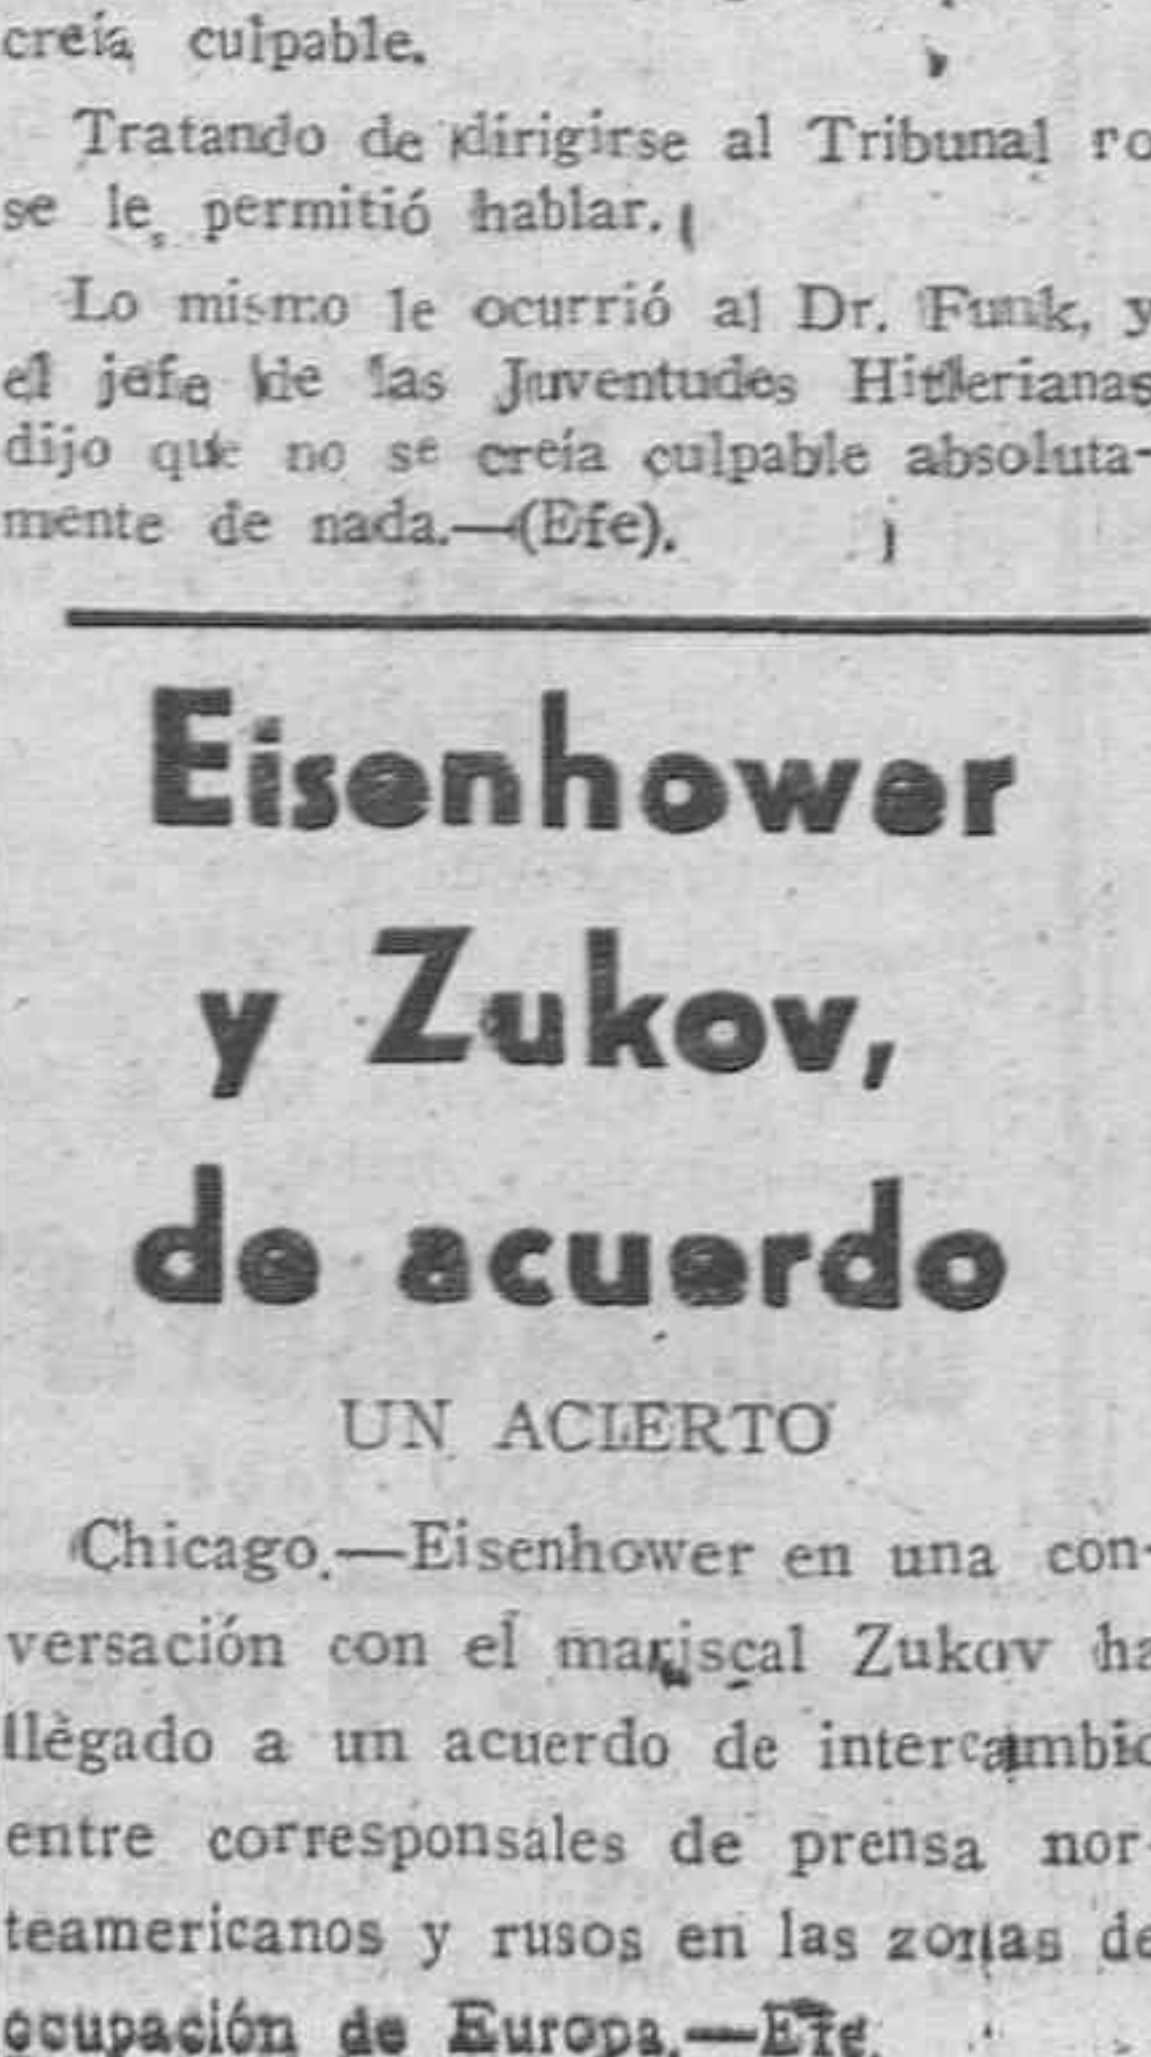 creía culpable.
Tratando de dirigirse al Tribunal ro
se le permitió hablar.
Lo mismo le ocurrió al Dr. Funk, y
el jefe de las Juventudes Hitlerianas
dijo que no se creía culpable absoluta-
mente de nada.—(Efe).
Eisenhower
y Zukov,
de acuerdo
UN ACIERTO
Chicago.—Eisenhower en una con-
versación con el mariscal Zukov ha
llegado a un acuerdo de intercambio
entre corresponsales de prensa nor-
teamericanos y rusos en las zonas de
ocupación de Europa.—Efe.